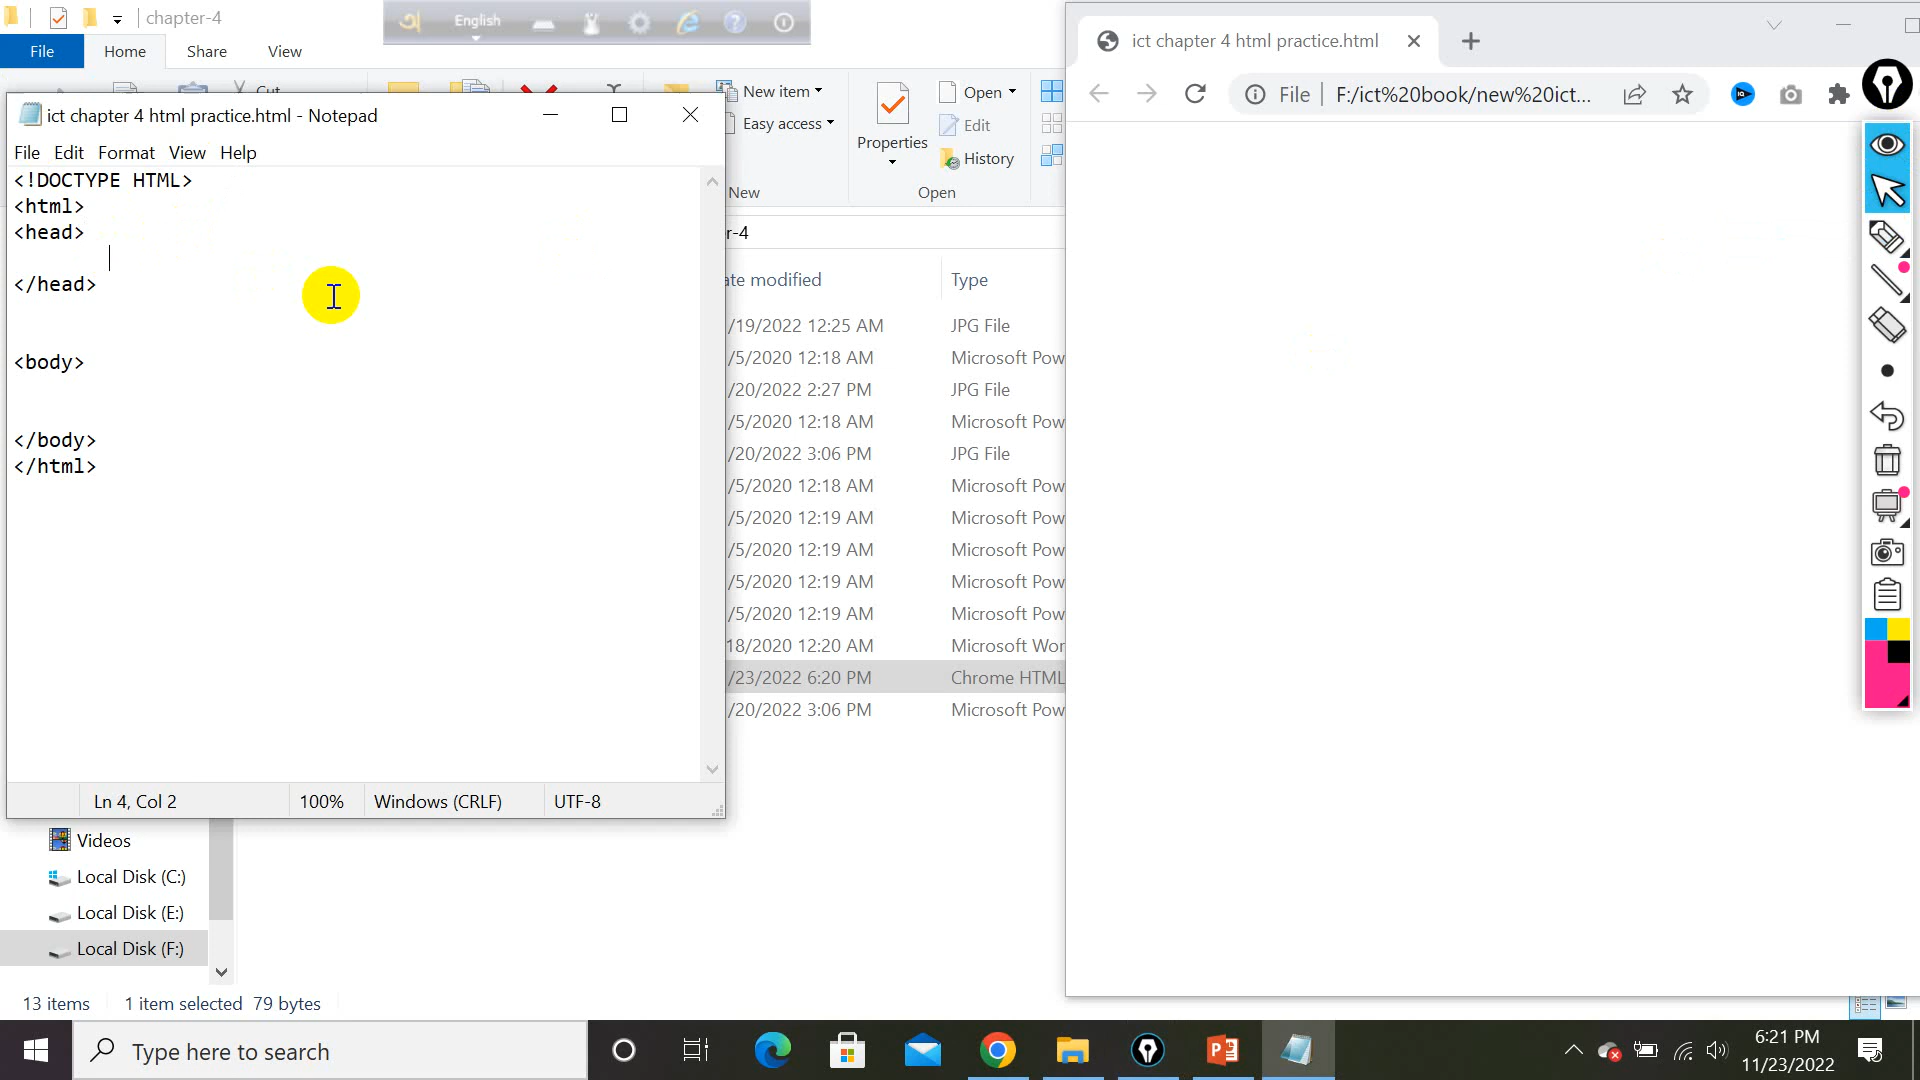 chapter-4
English
File
Home
Share
View
Cut
New item
Easy access
New
Properties
Open
Edit
History
Open
ict chapter 4 html practice.html - Notepad
File Edit Format View Help
<!DOCTYPE HTML>
<html>
<head>
</head>
<body>
</body>
</html>
Ln 4, Col 2
100%
Windows (CRLF)
UTF-8
r-4
ate modified
Type
/19/2022 12:25 AM JPG File
/5/2020 12:18 AM Microsoft Pow
/20/2022 2:27 PM JPG File
/5/2020 12:18 AM Microsoft Pow
/20/2022 3:06 PM JPG File
/5/2020 12:18 AM Microsoft Pow
/5/2020 12:19 AM Microsoft Pow
/5/2020 12:19 AM Microsoft Pow
/5/2020 12:19 AM Microsoft Pow
/5/2020 12:19 AM Microsoft Pow
18/2020 12:20 AM Microsoft Wor
/23/2022 6:20 PM Chrome HTML
/20/2022 3:06 PM Microsoft Pow
Videos
Local Disk (C:)
Local Disk (E:)
Local Disk (F:)
13 items
1 item selected 79 bytes
ict chapter 4 html practice.html
File
F:/ict%20book/new%20ict...
Type here to search
6:21 PM
11/23/2022